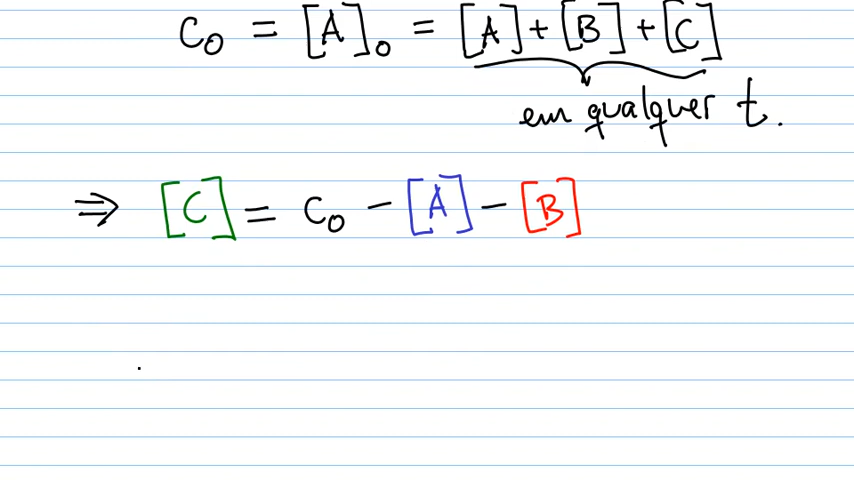 C₀ = [A]₀ = [A] + [B] + [C]
em qualquer t.
⇒ [C] = C₀ − [A] − [B]